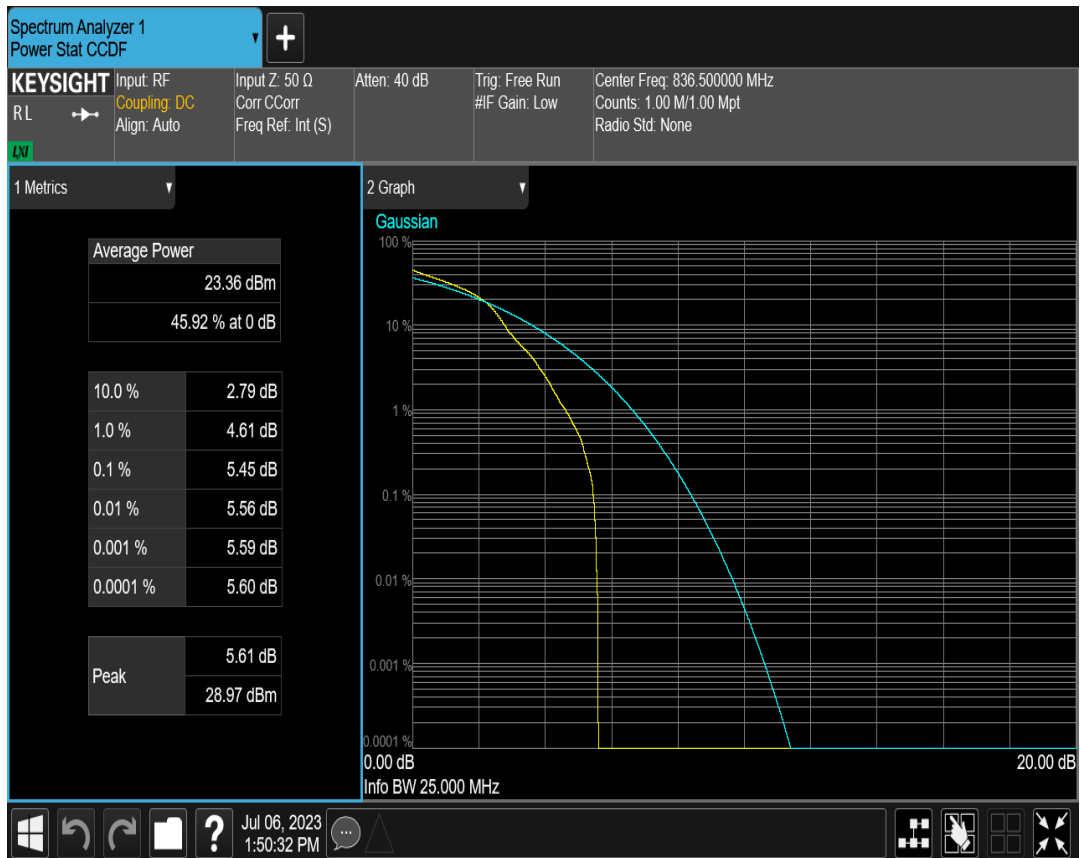 Spectrum Analyzer 1
Power Stat CCDF
+
KEYSIGHT
RL
LXI
Input: RF
Coupling: DC
Align: Auto
Input Z: 50 Ω
Corr CCorr
Freq Ref: Int (S)
Atten: 40 dB
Trig: Free Run
#IF Gain: Low
Center Freq: 836.500000 MHz
Counts: 1.00 M/1.00 Mpt
Radio Std: None
1 Metrics
Average Power
23.36 dBm
45.92 % at 0 dB
10.0 % 2.79 dB
1.0 % 4.61 dB
0.1 % 5.45 dB
0.01 % 5.56 dB
0.001 % 5.59 dB
0.0001 % 5.60 dB
Peak
5.61 dB
28.97 dBm
2 Graph
Gaussian
100 %
10 %
1 %
0.1 %
0.01 %
0.001 %
0.0001 %
0.00 dB 20.00 dB
Info BW 25.000 MHz
?
Jul 06, 2023
1:50:32 PM